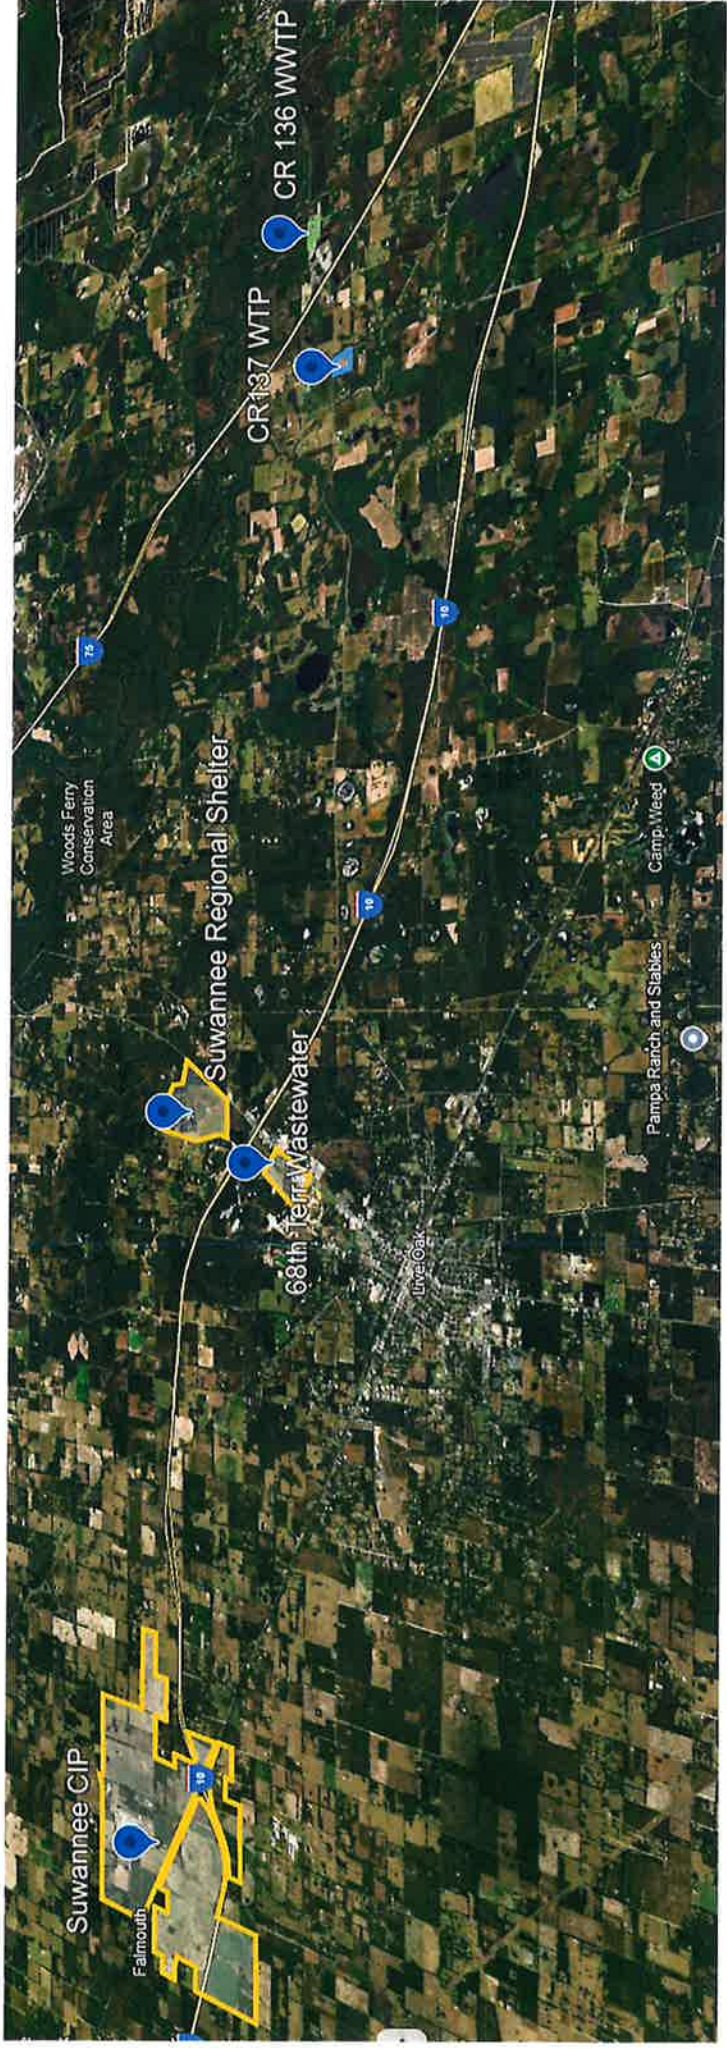 Suwannee CIP
Falmouth
10
68th Terr Wastewater
Suwannee Regional Shelter
Live Oak
Woods Ferry
Conservation
Area
75
10
10
Pampa Ranch and Stables
Camp Weed
CR137 WTP
CR 136 WWTP